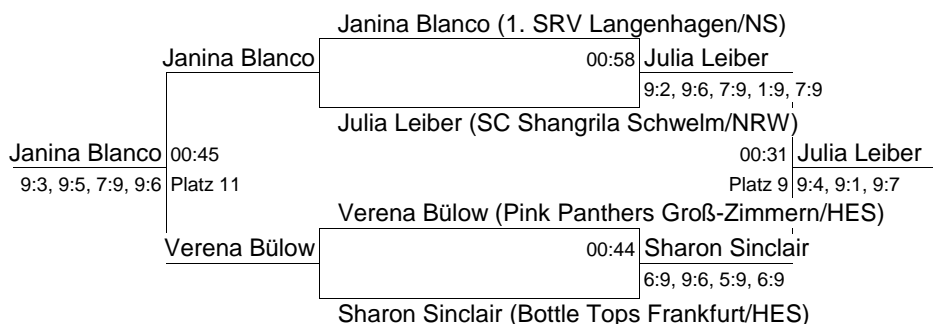 Janina Blanco (1. SRV Langenhagen/NS)
Janina Blanco 00:58 Julia Leiber
9:2, 9:6, 7:9, 1:9, 7:9
Julia Leiber (SC Shangrila Schwelm/NRW)
Janina Blanco 00:45 00:31 Julia Leiber
9:3, 9:5, 7:9, 9:6 Platz 11 Platz 9 9:4, 9:1, 9:7
Verena Bülow (Pink Panthers Groß-Zimmern/HES)
Verena Bülow 00:44 Sharon Sinclair
6:9, 9:6, 5:9, 6:9
Sharon Sinclair (Bottle Tops Frankfurt/HES)